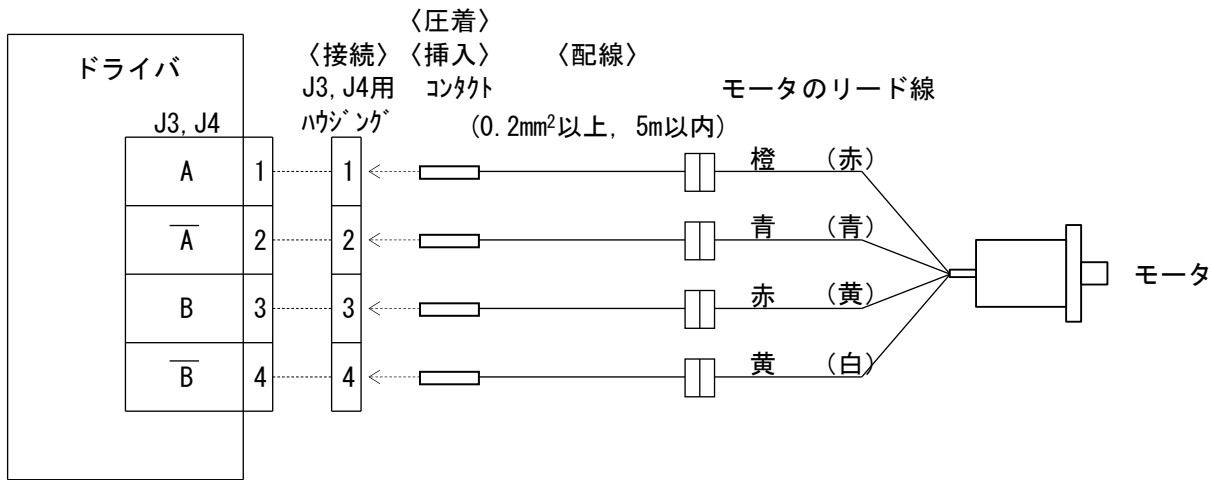 〈圧着〉
〈接続〉〈挿入〉 〈配線〉
ドライバ
J3,J4用 ｺﾝﾀｸﾄ モータのリード線
J3,J4 ﾊｳｼﾞﾝｸﾞ (0.2mm²以上, 5m以内)
A 1 1 橙 (赤)
A̅ 2 2 青 (青)
モータ
B 3 3 赤 (黄)
B̅ 4 4 黄 (白)